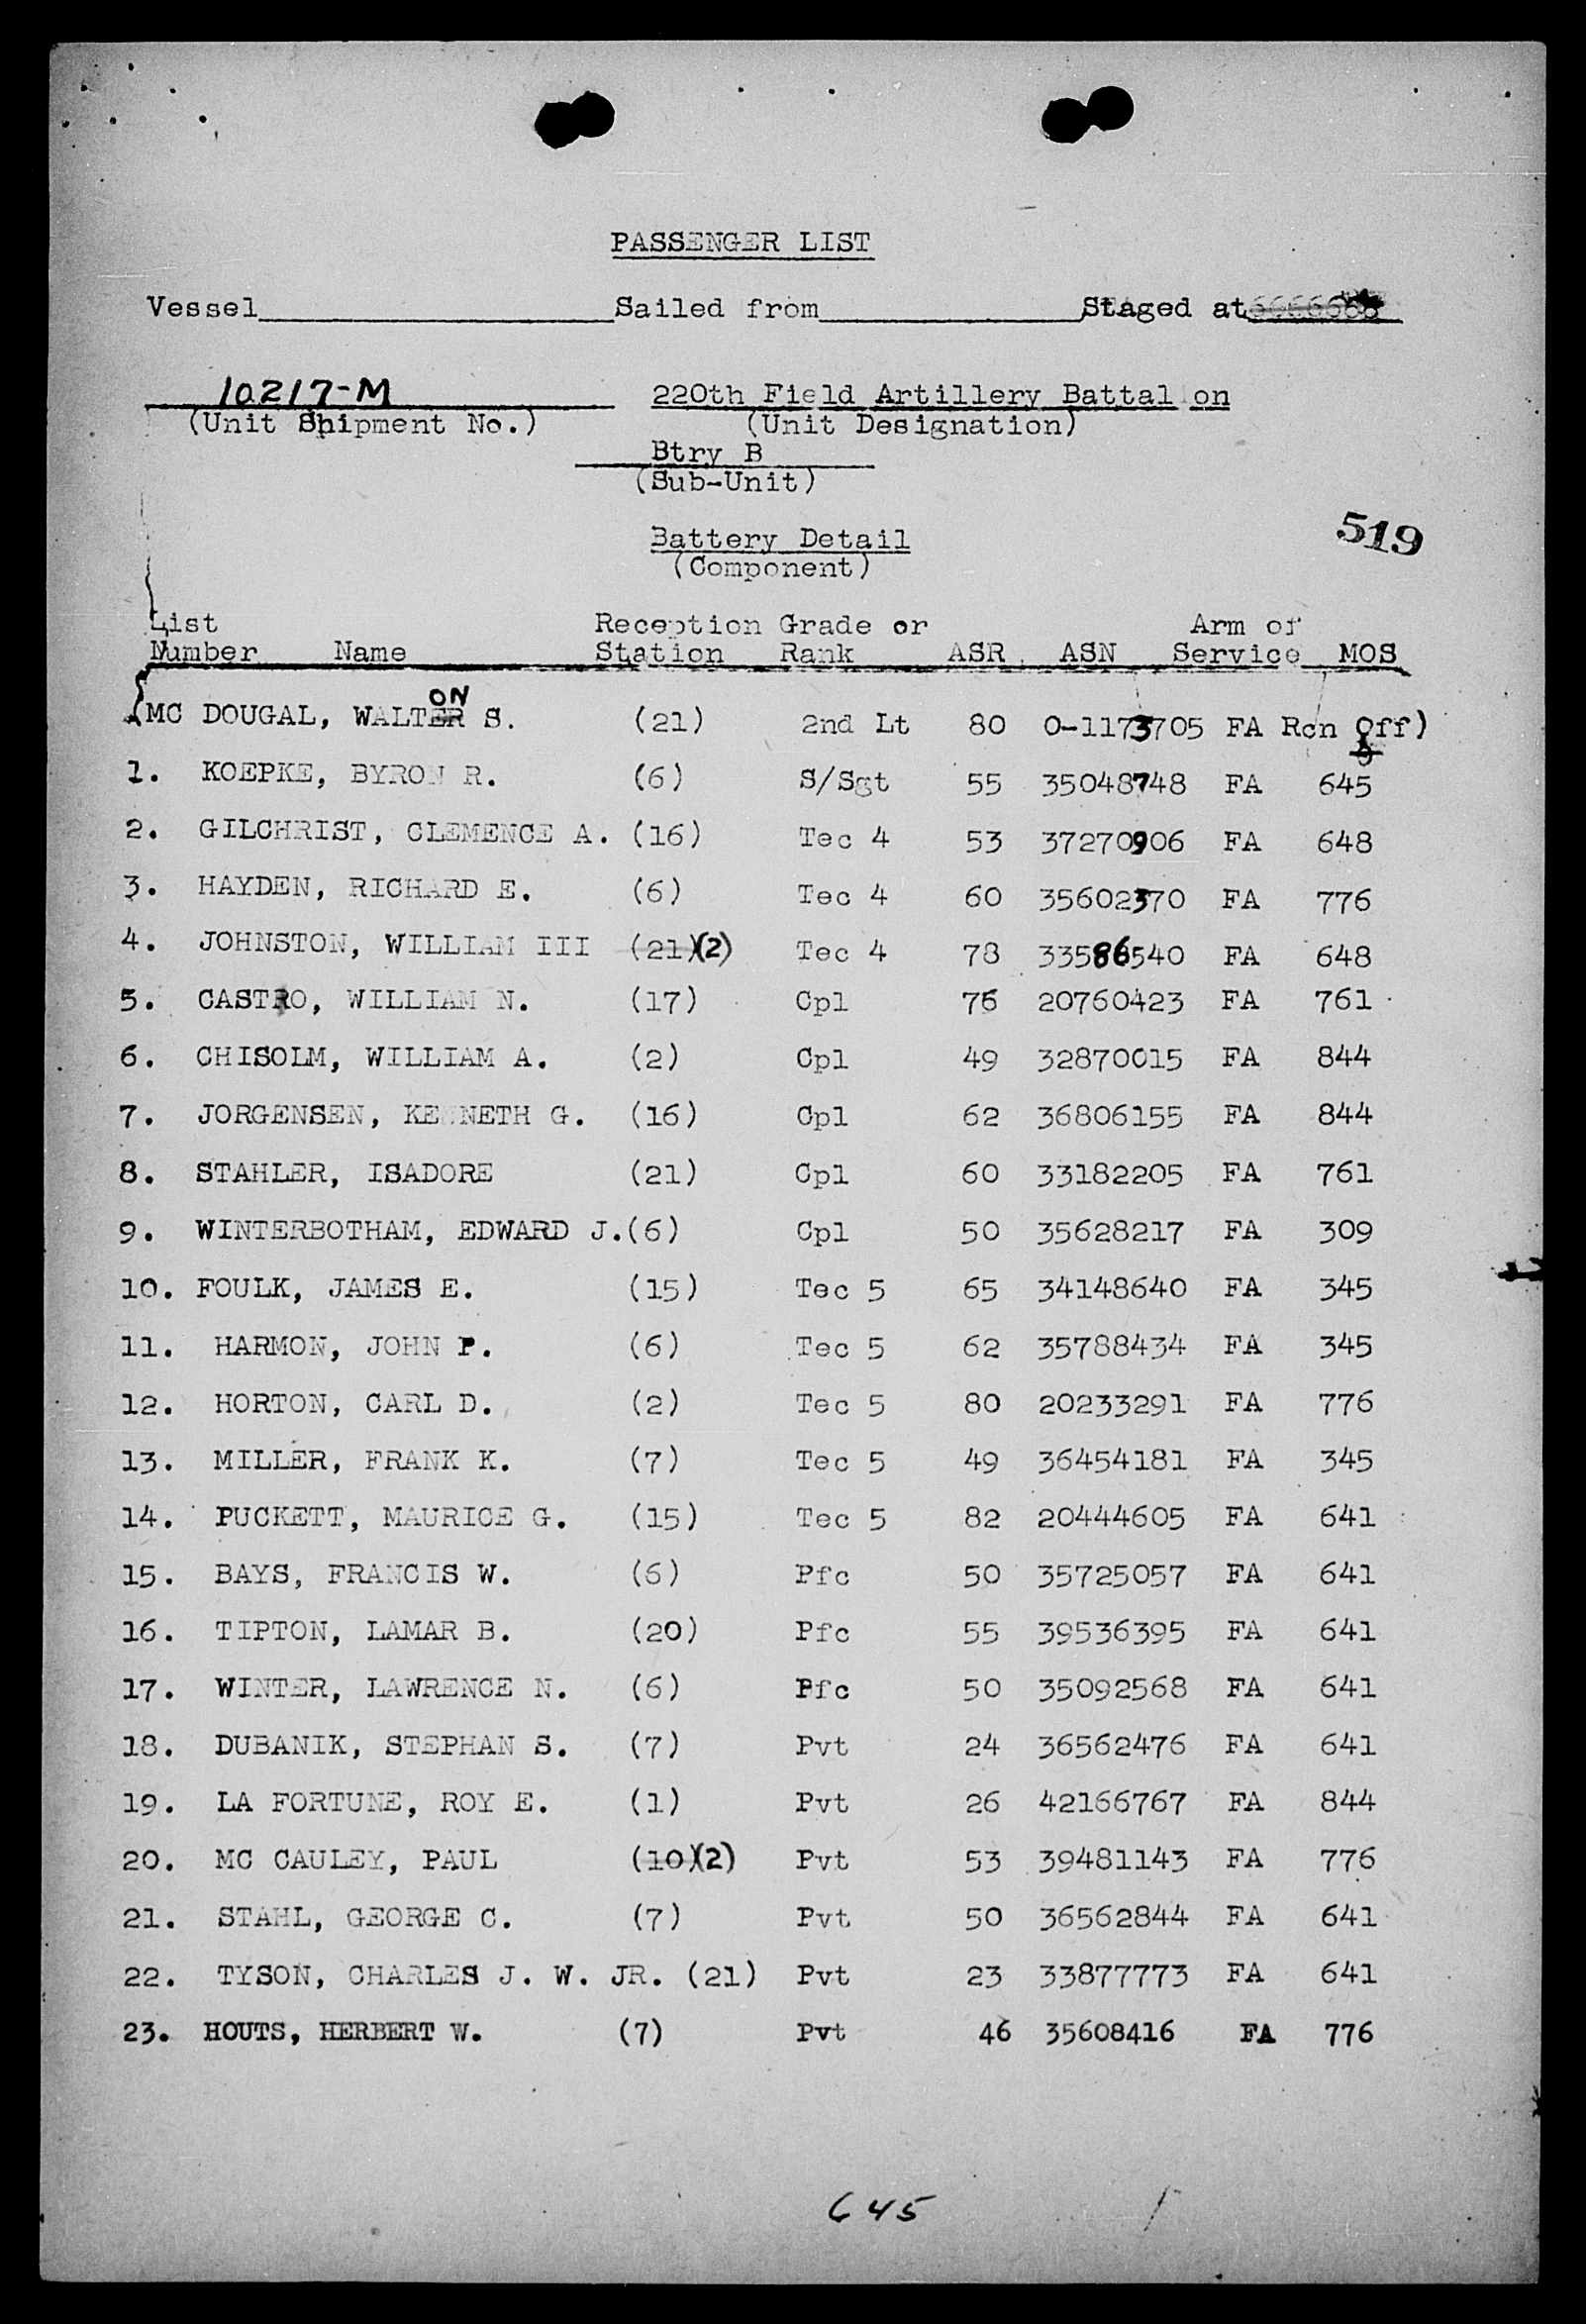 PASSENGER LIST
Vessel Sailed from Staged at
10217-M 220th Field Artillery Battal on
(Unit Shipment No.) (Unit Designation)
Btry B
(Sub-Unit)
519
Battery Detail
(Component)
List Reception Grade or Arm of
Number Name Station Rank ASR ASN Service MOS
ON
(MC DOUGAL, WALTER S. (21) 2nd Lt 80 O-1173705 FA Rcn Off)
1. KOEPKE, BYRON R. (6) S/Sgt 55 35048748 FA 645
2. GILCHRIST, CLEMENCE A. (16) Tec 4 53 37270906 FA 648
3. HAYDEN, RICHARD E. (6) Tec 4 60 35602370 FA 776
4. JOHNSTON, WILLIAM III (21)(2) Tec 4 78 33586540 FA 648
5. CASTRO, WILLIAM N. (17) Cpl 76 20760423 FA 761
6. CHISOLM, WILLIAM A. (2) Cpl 49 32870015 FA 844
7. JORGENSEN, KENNETH G. (16) Cpl 62 36806155 FA 844
8. STAHLER, ISADORE (21) Cpl 60 33182205 FA 761
9. WINTERBOTHAM, EDWARD J.(6) Cpl 50 35628217 FA 309
10. FOULK, JAMES E. (15) Tec 5 65 34148640 FA 345
11. HARMON, JOHN P. (6) Tec 5 62 35788434 FA 345
12. HORTON, CARL D. (2) Tec 5 80 20233291 FA 776
13. MILLER, FRANK K. (7) Tec 5 49 36454181 FA 345
14. PUCKETT, MAURICE G. (15) Tec 5 82 20444605 FA 641
15. BAYS, FRANCIS W. (6) Pfc 50 35725057 FA 641
16. TIPTON, LAMAR B. (20) Pfc 55 39536395 FA 641
17. WINTER, LAWRENCE N. (6) Pfc 50 35092568 FA 641
18. DUBANIK, STEPHAN S. (7) Pvt 24 36562476 FA 641
19. LA FORTUNE, ROY E. (1) Pvt 26 42166767 FA 844
20. MC CAULEY, PAUL (10)(2) Pvt 53 39481143 FA 776
21. STAHL, GEORGE C. (7) Pvt 50 36562844 FA 641
22. TYSON, CHARLES J. W. JR. (21) Pvt 23 33877773 FA 641
23. HOUTS, HERBERT W. (7) Pvt 46 35608416 FA 776
645